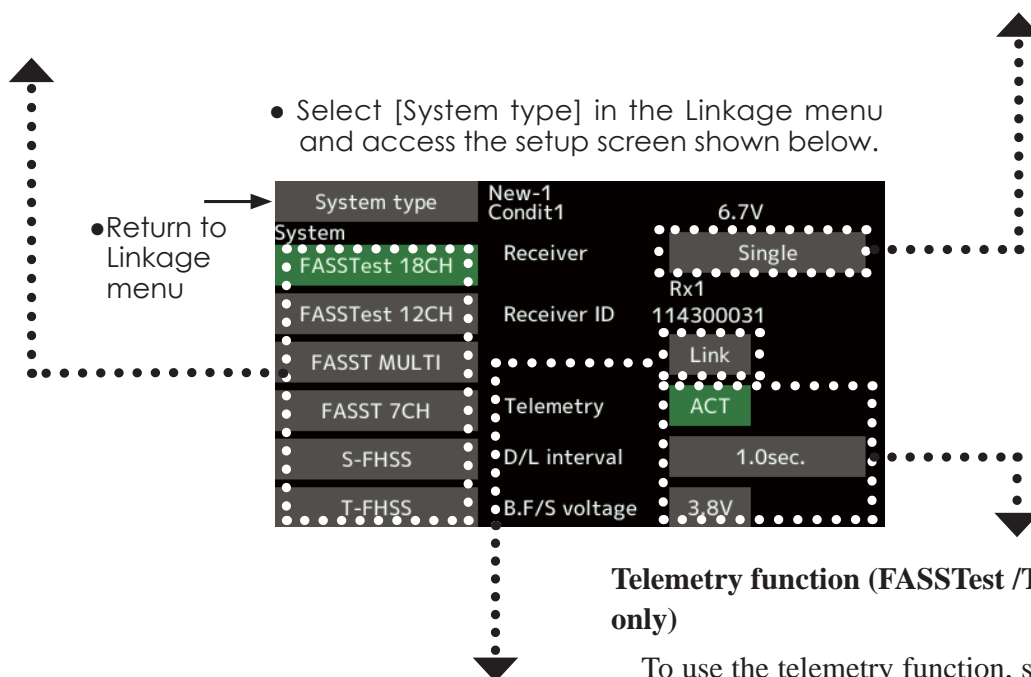 ● Select [System type] in the Linkage menu
and access the setup screen shown below.
●Return to
Linkage
menu
System type
New-1
Condit1
6.7V
System
FASSTest 18CH
Receiver
Single
Rx1
FASSTest 12CH
Receiver ID
114300031
FASST MULTI
Link
FASST 7CH
Telemetry
ACT
S-FHSS
D/L interval
1.0sec.
T-FHSS
B.F/S voltage
3.8V
Telemetry function (FASSTest /T
only)
To use the telemetry function, s